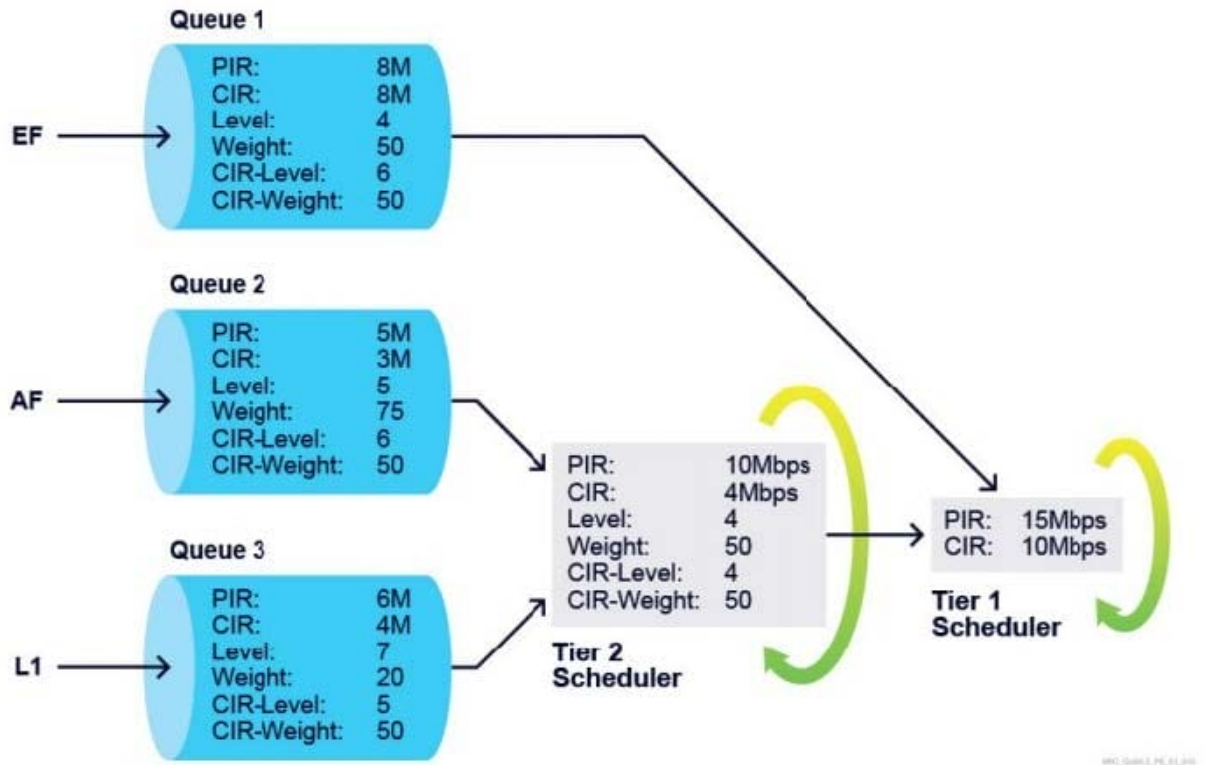 Queue 1
PIR: 8M
CIR: 8M
Level: 4
Weight: 50
CIR-Level: 6
CIR-Weight: 50
EF
Queue 2
PIR: 5M
CIR: 3M
Level: 5
Weight: 75
CIR-Level: 6
CIR-Weight: 50
AF
Queue 3
PIR: 6M
CIR: 4M
Level: 7
Weight: 20
CIR-Level: 5
CIR-Weight: 50
L1
PIR: 10Mbps
CIR: 4Mbps
Level: 4
Weight: 50
CIR-Level: 4
CIR-Weight: 50
Tier 2
Scheduler
PIR: 15Mbps
CIR: 10Mbps
Tier 1
Scheduler